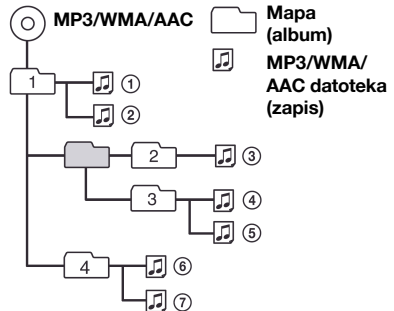 MP3/WMA/AAC
Mapa
(album)
MP3/WMA/
AAC datoteka
(zapis)
1
①
②
2
③
3
④
⑤
4
⑥
⑦